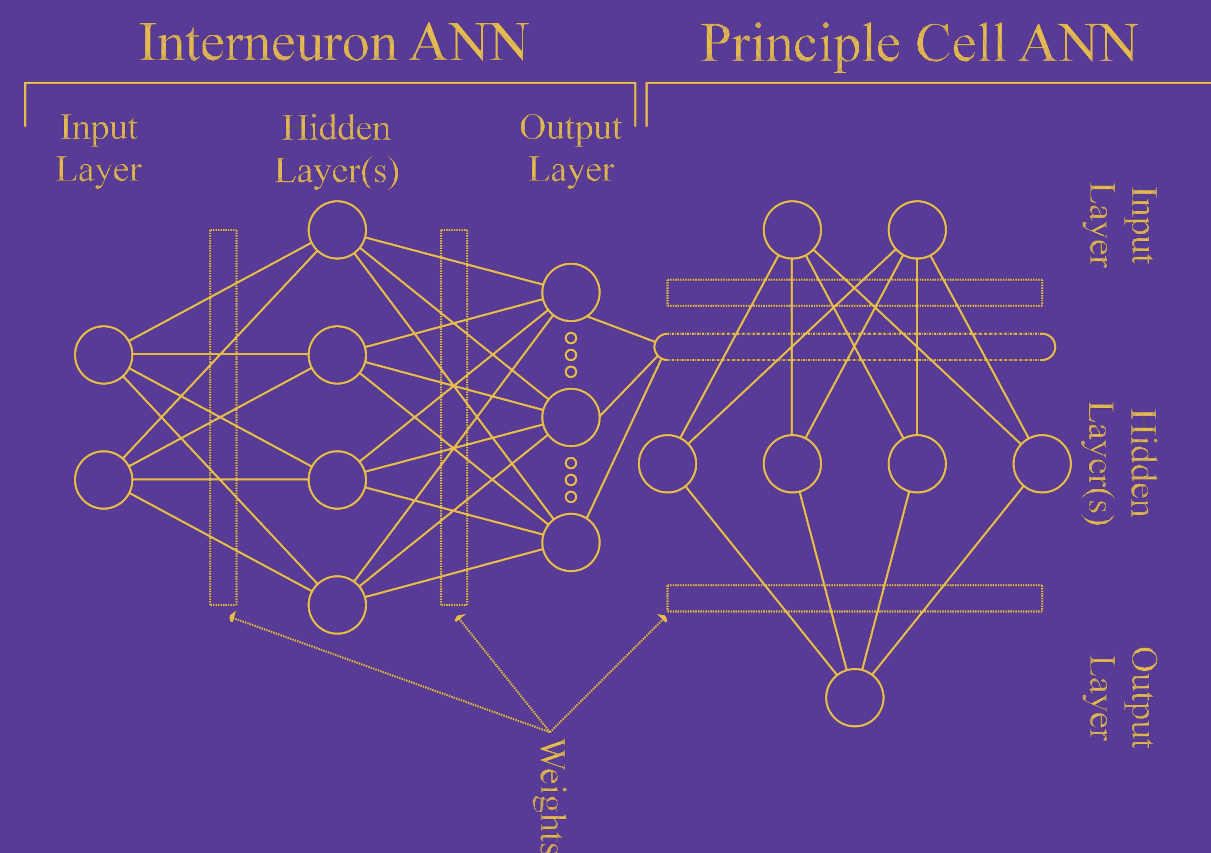 Interneuron ANN
Principle Cell ANN
Input
Layer
Hidden
Layer(s)
Output
Layer
Input
Layer
Hidden
Layer(s)
Output
Layer
Weights